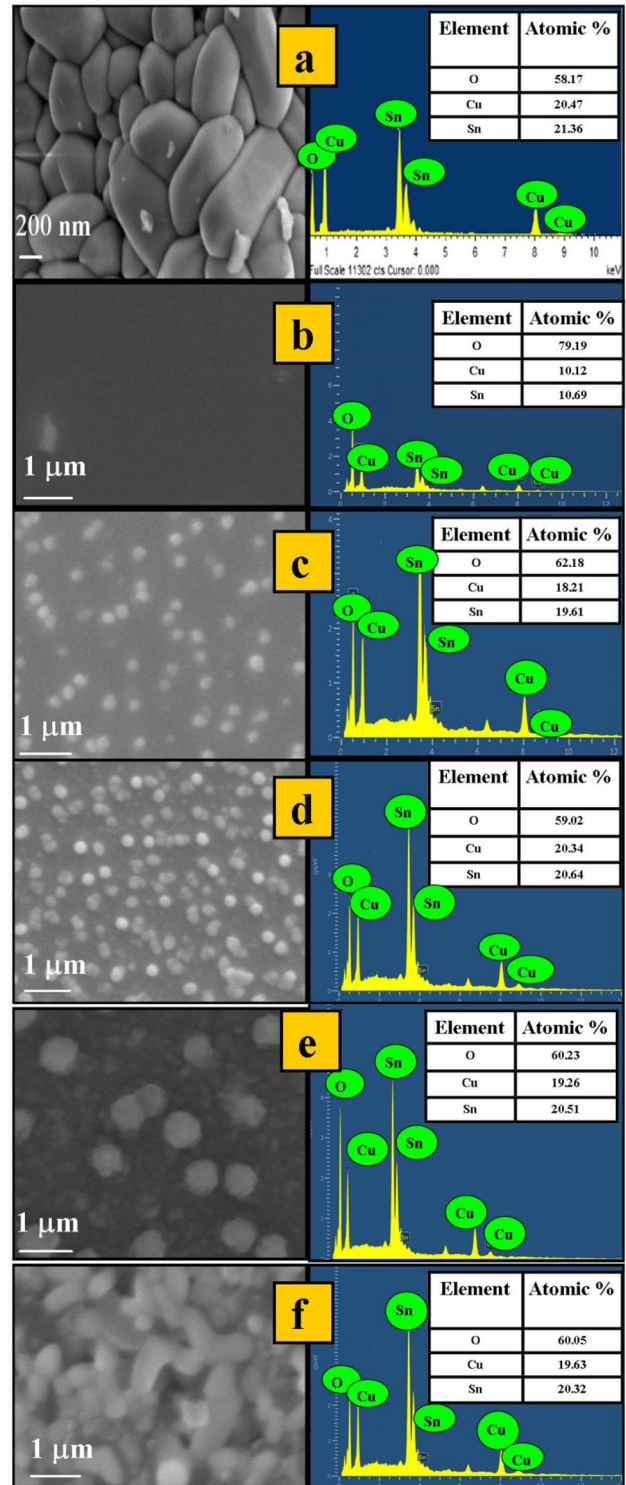 a
200 nm
Element Atomic %
O 58.17
Cu 20.47
Sn 21.36
O
Cu
Sn
Sn
Cu
Cu
1 2 3 4 5 6 7 8 9 10
Full Scale 11302 cts Cursor: 0.000 keV
b
1 μm
Element Atomic %
O 79.19
Cu 10.12
Sn 10.69
O
Cu
Sn
Sn
Cu
Cu
c
1 μm
Element Atomic %
O 62.18
Cu 18.21
Sn 19.61
O
Cu
Sn
Sn
Sn
Cu
Cu
d
1 μm
Element Atomic %
O 59.02
Cu 20.34
Sn 20.64
O
Cu
Sn
Sn
Sn
Cu
Cu
e
1 μm
Element Atomic %
O 60.23
Cu 19.26
Sn 20.51
O
Cu
Sn
Sn
Sn
Cu
Cu
f
1 μm
Element Atomic %
O 60.05
Cu 19.63
Sn 20.32
O
Cu
Sn
Sn
Sn
Cu
Cu